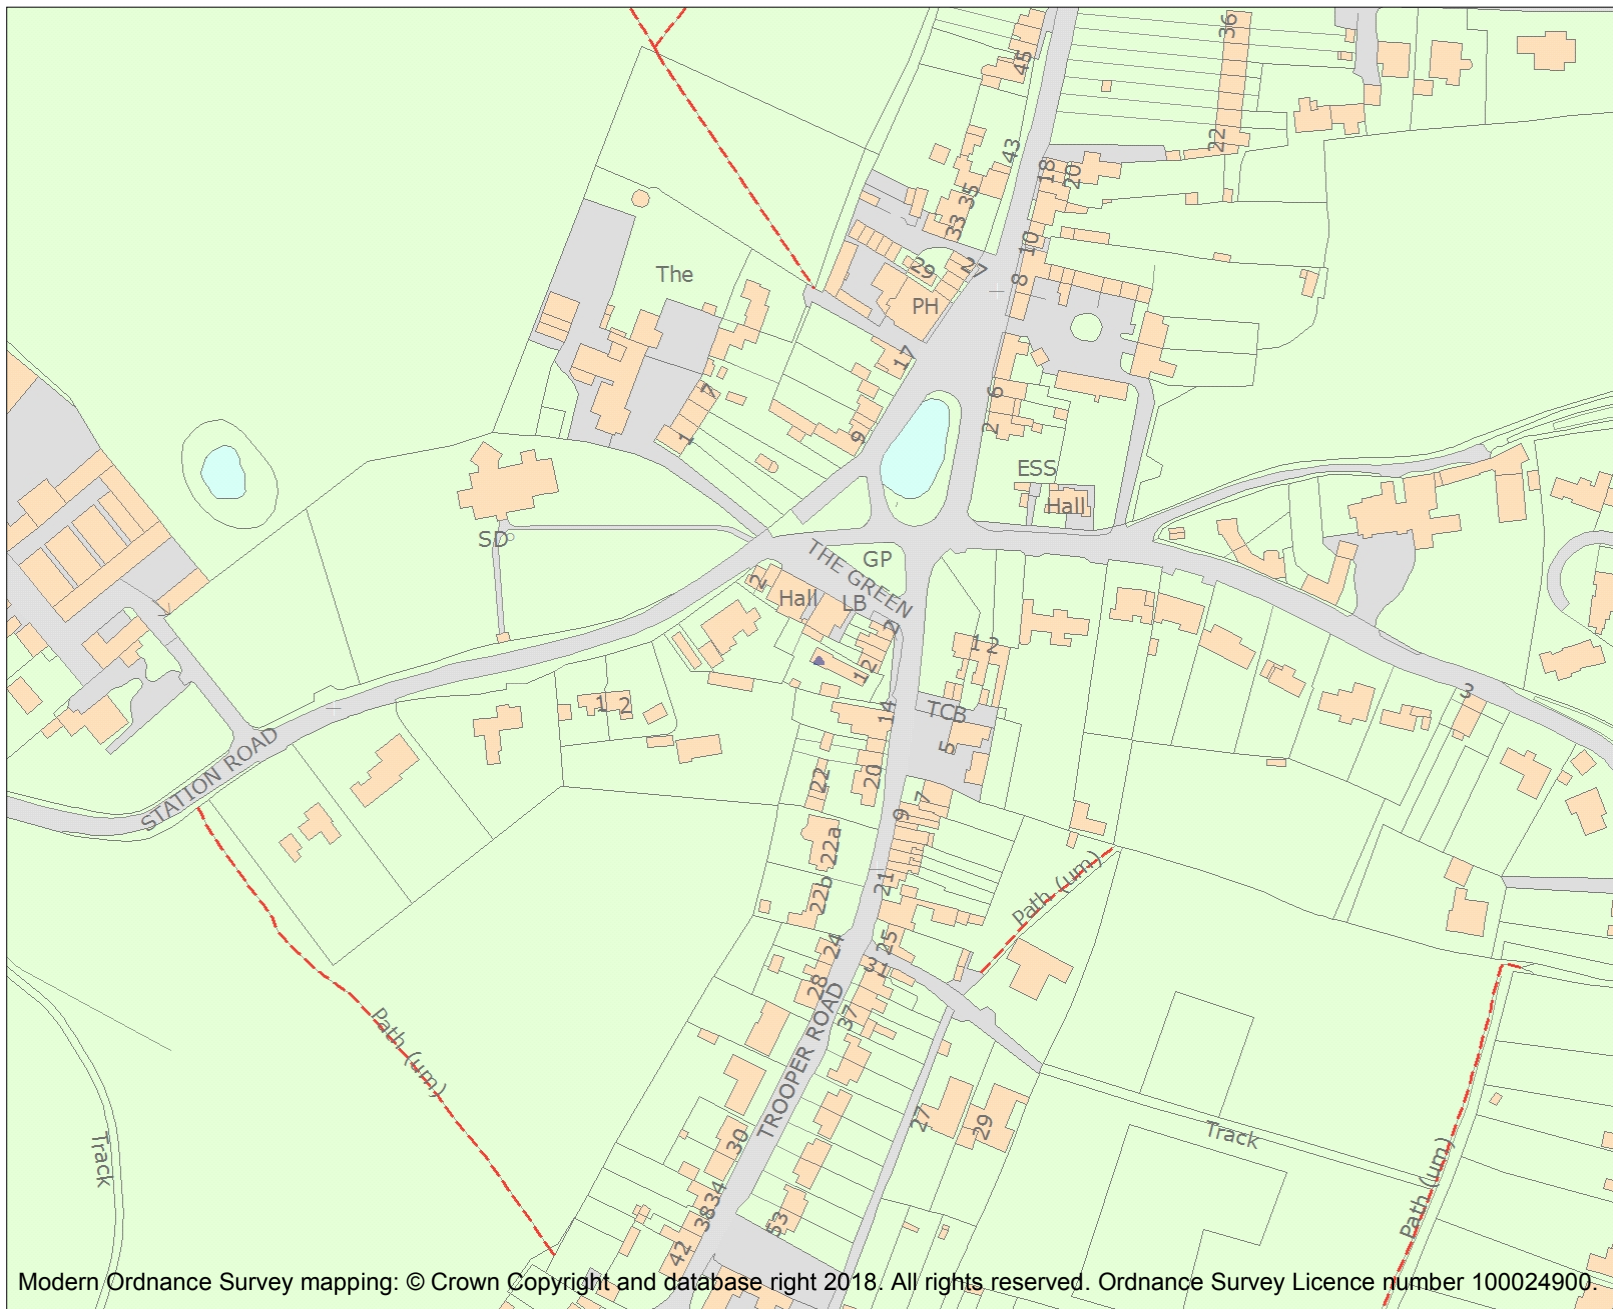 36
45
22
43
18
20
35
33
10
The
29
27
8
PH
17
7
6
1
9
2
ESS
Hall
SD
THE GREEN
GP
2
Hall
LB
2
1 2
12
3
1 2
14
TCB
5
STATION ROAD
22
20
7
9
22a
21
Path (um)
22b
24
25
31
28
37
TROOPER ROAD
Path (um)
27
29
Track
30
Track
Path (um)
34
38
53
42
Modern Ordnance Survey mapping: © Crown Copyright and database right 2018. All rights reserved. Ordnance Survey Licence number 100024900.